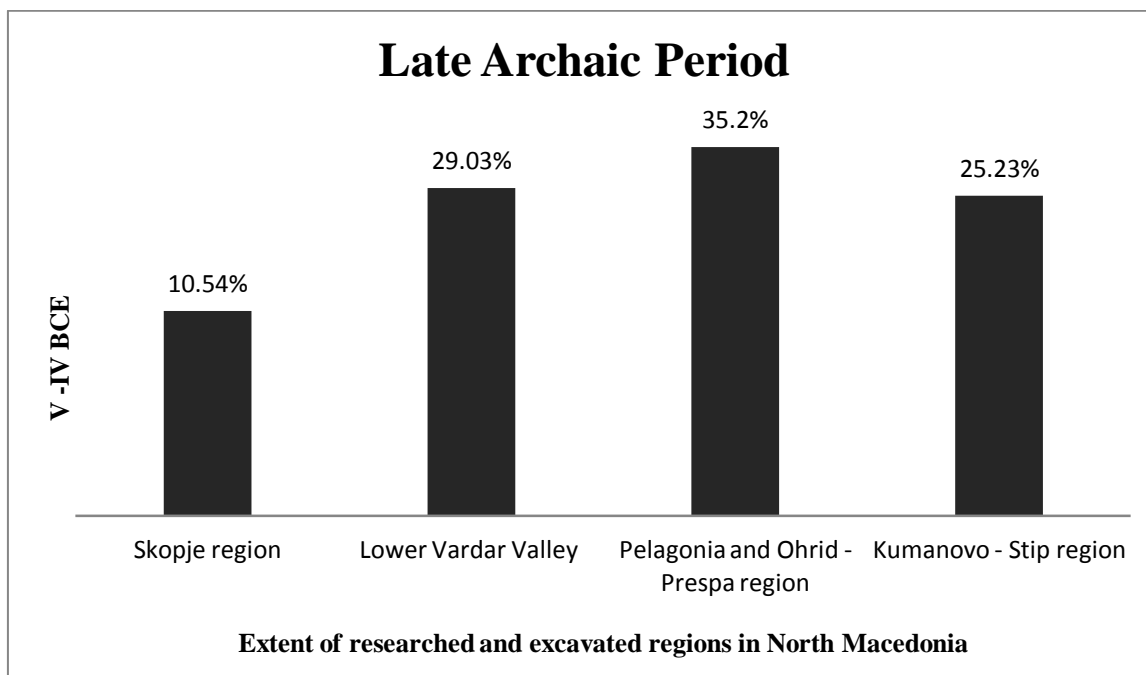 Late Archaic Period
35.2%
29.03%
25.23%
10.54%
V -IV BCE
Skopje region
Lower Vardar Valley
Pelagonia and Ohrid -
Prespa region
Kumanovo - Stip region
Extent of researched and excavated regions in North Macedonia